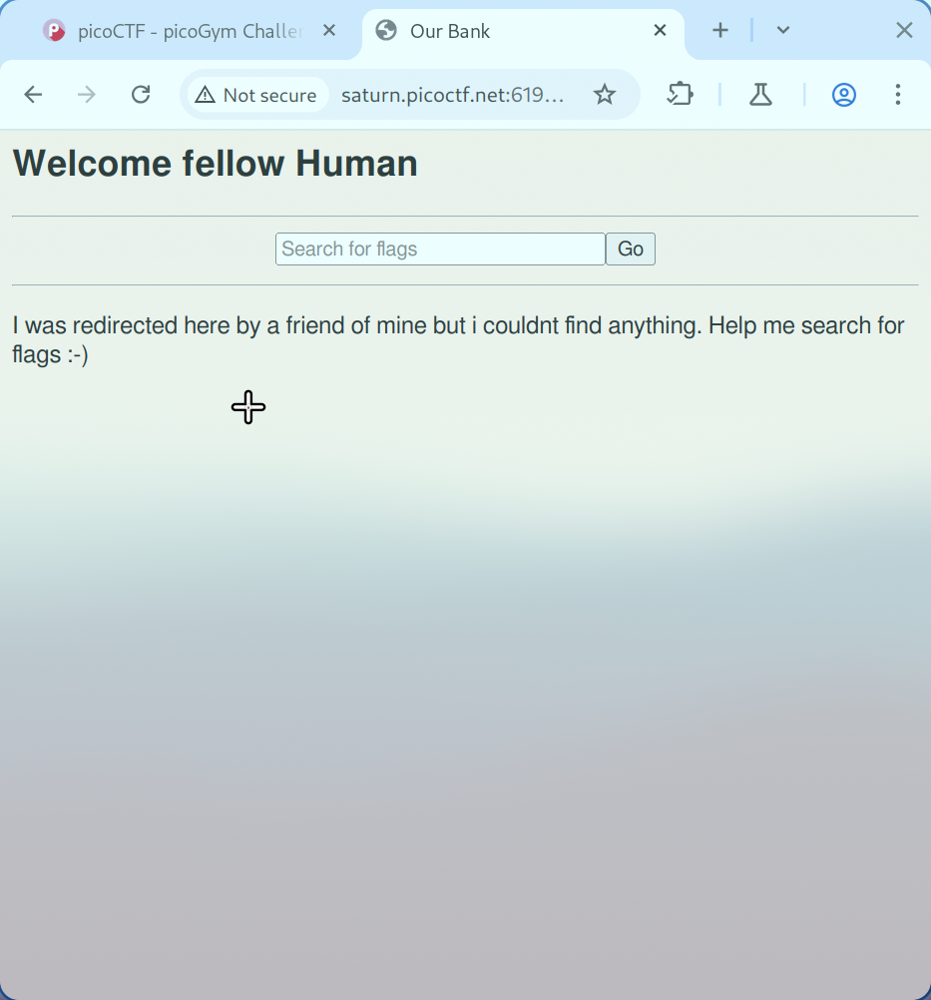 picoCTF - picoGym Challe
Our Bank
Not secure
saturn.picoctf.net:619...
Welcome fellow Human
Search for flags
Go
I was redirected here by a friend of mine but i couldnt find anything. Help me search for
flags :-)